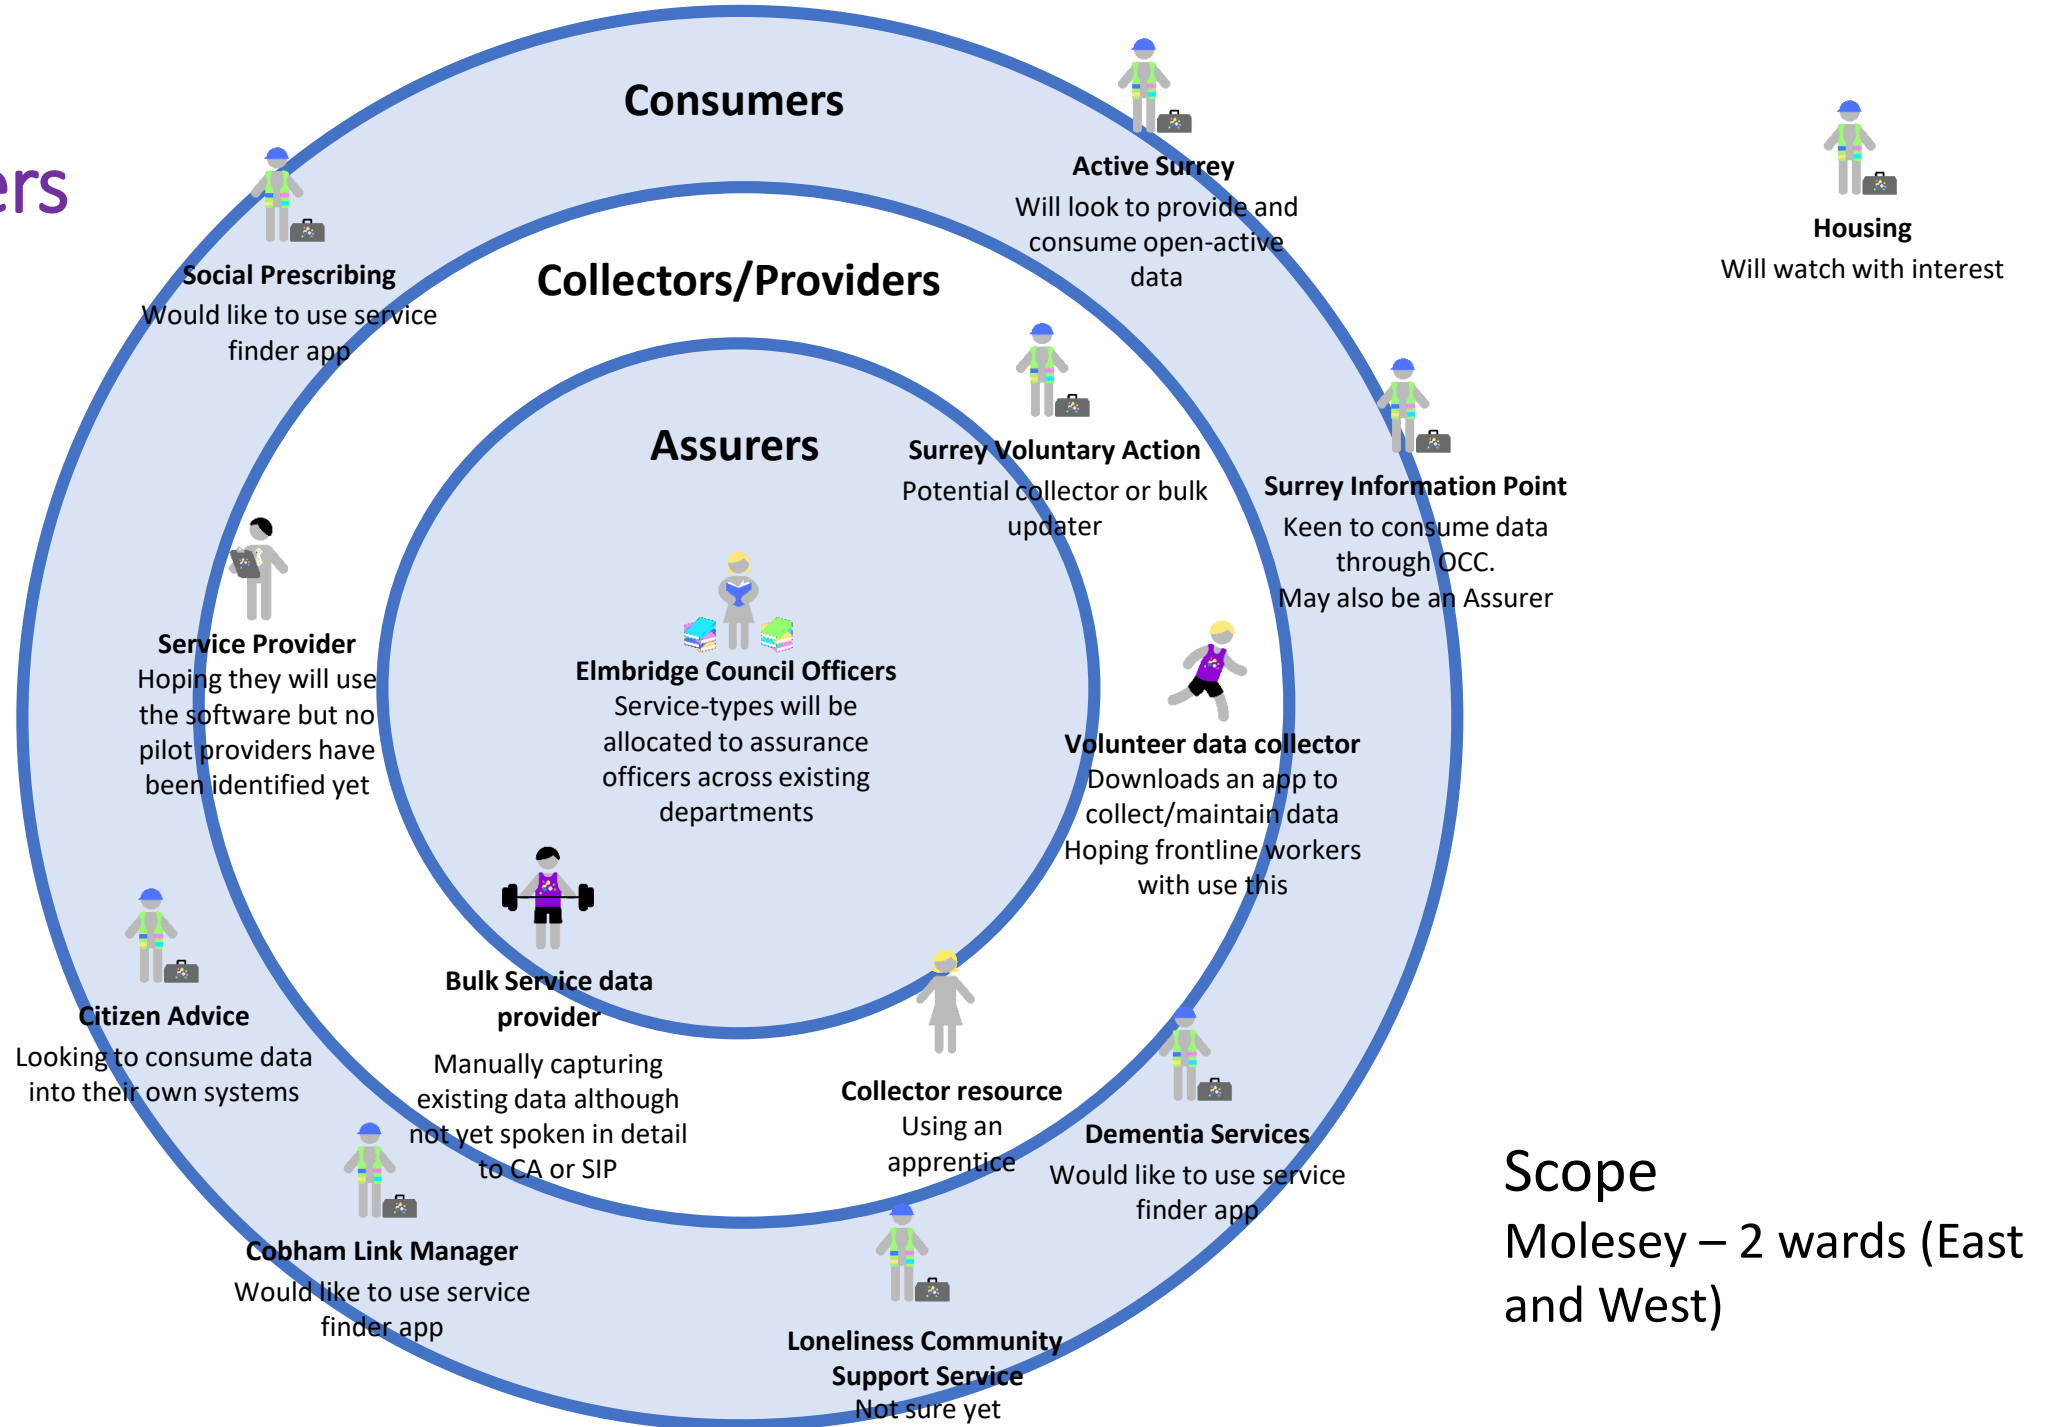 Consumers
Active Surrey
Will look to provide and
consume open-active
data
Housing
Will watch with interest
ers
Social Prescribing
Would like to use service
finder app
Collectors/Providers
Surrey Voluntary Action
Potential collector or bulk
updater
Surrey Information Point
Keen to consume data
through OCC.
May also be an Assurer
Assurers
Elmbridge Council Officers
Service-types will be
allocated to assurance
officers across existing
departments
Service Provider
Hoping they will use
the software but no
pilot providers have
been identified yet
Volunteer data collector
Downloads an app to
collect/maintain data
Hoping frontline workers
with use this
Bulk Service data
provider
Manually capturing
existing data although
not yet spoken in detail
to CA or SIP
Collector resource
Using an
apprentice
Citizen Advice
Looking to consume data
into their own systems
Dementia Services
Would like to use service
finder app
Cobham Link Manager
Would like to use service
finder app
Loneliness Community
Support Service
Not sure yet
Scope
Molesey – 2 wards (East
and West)